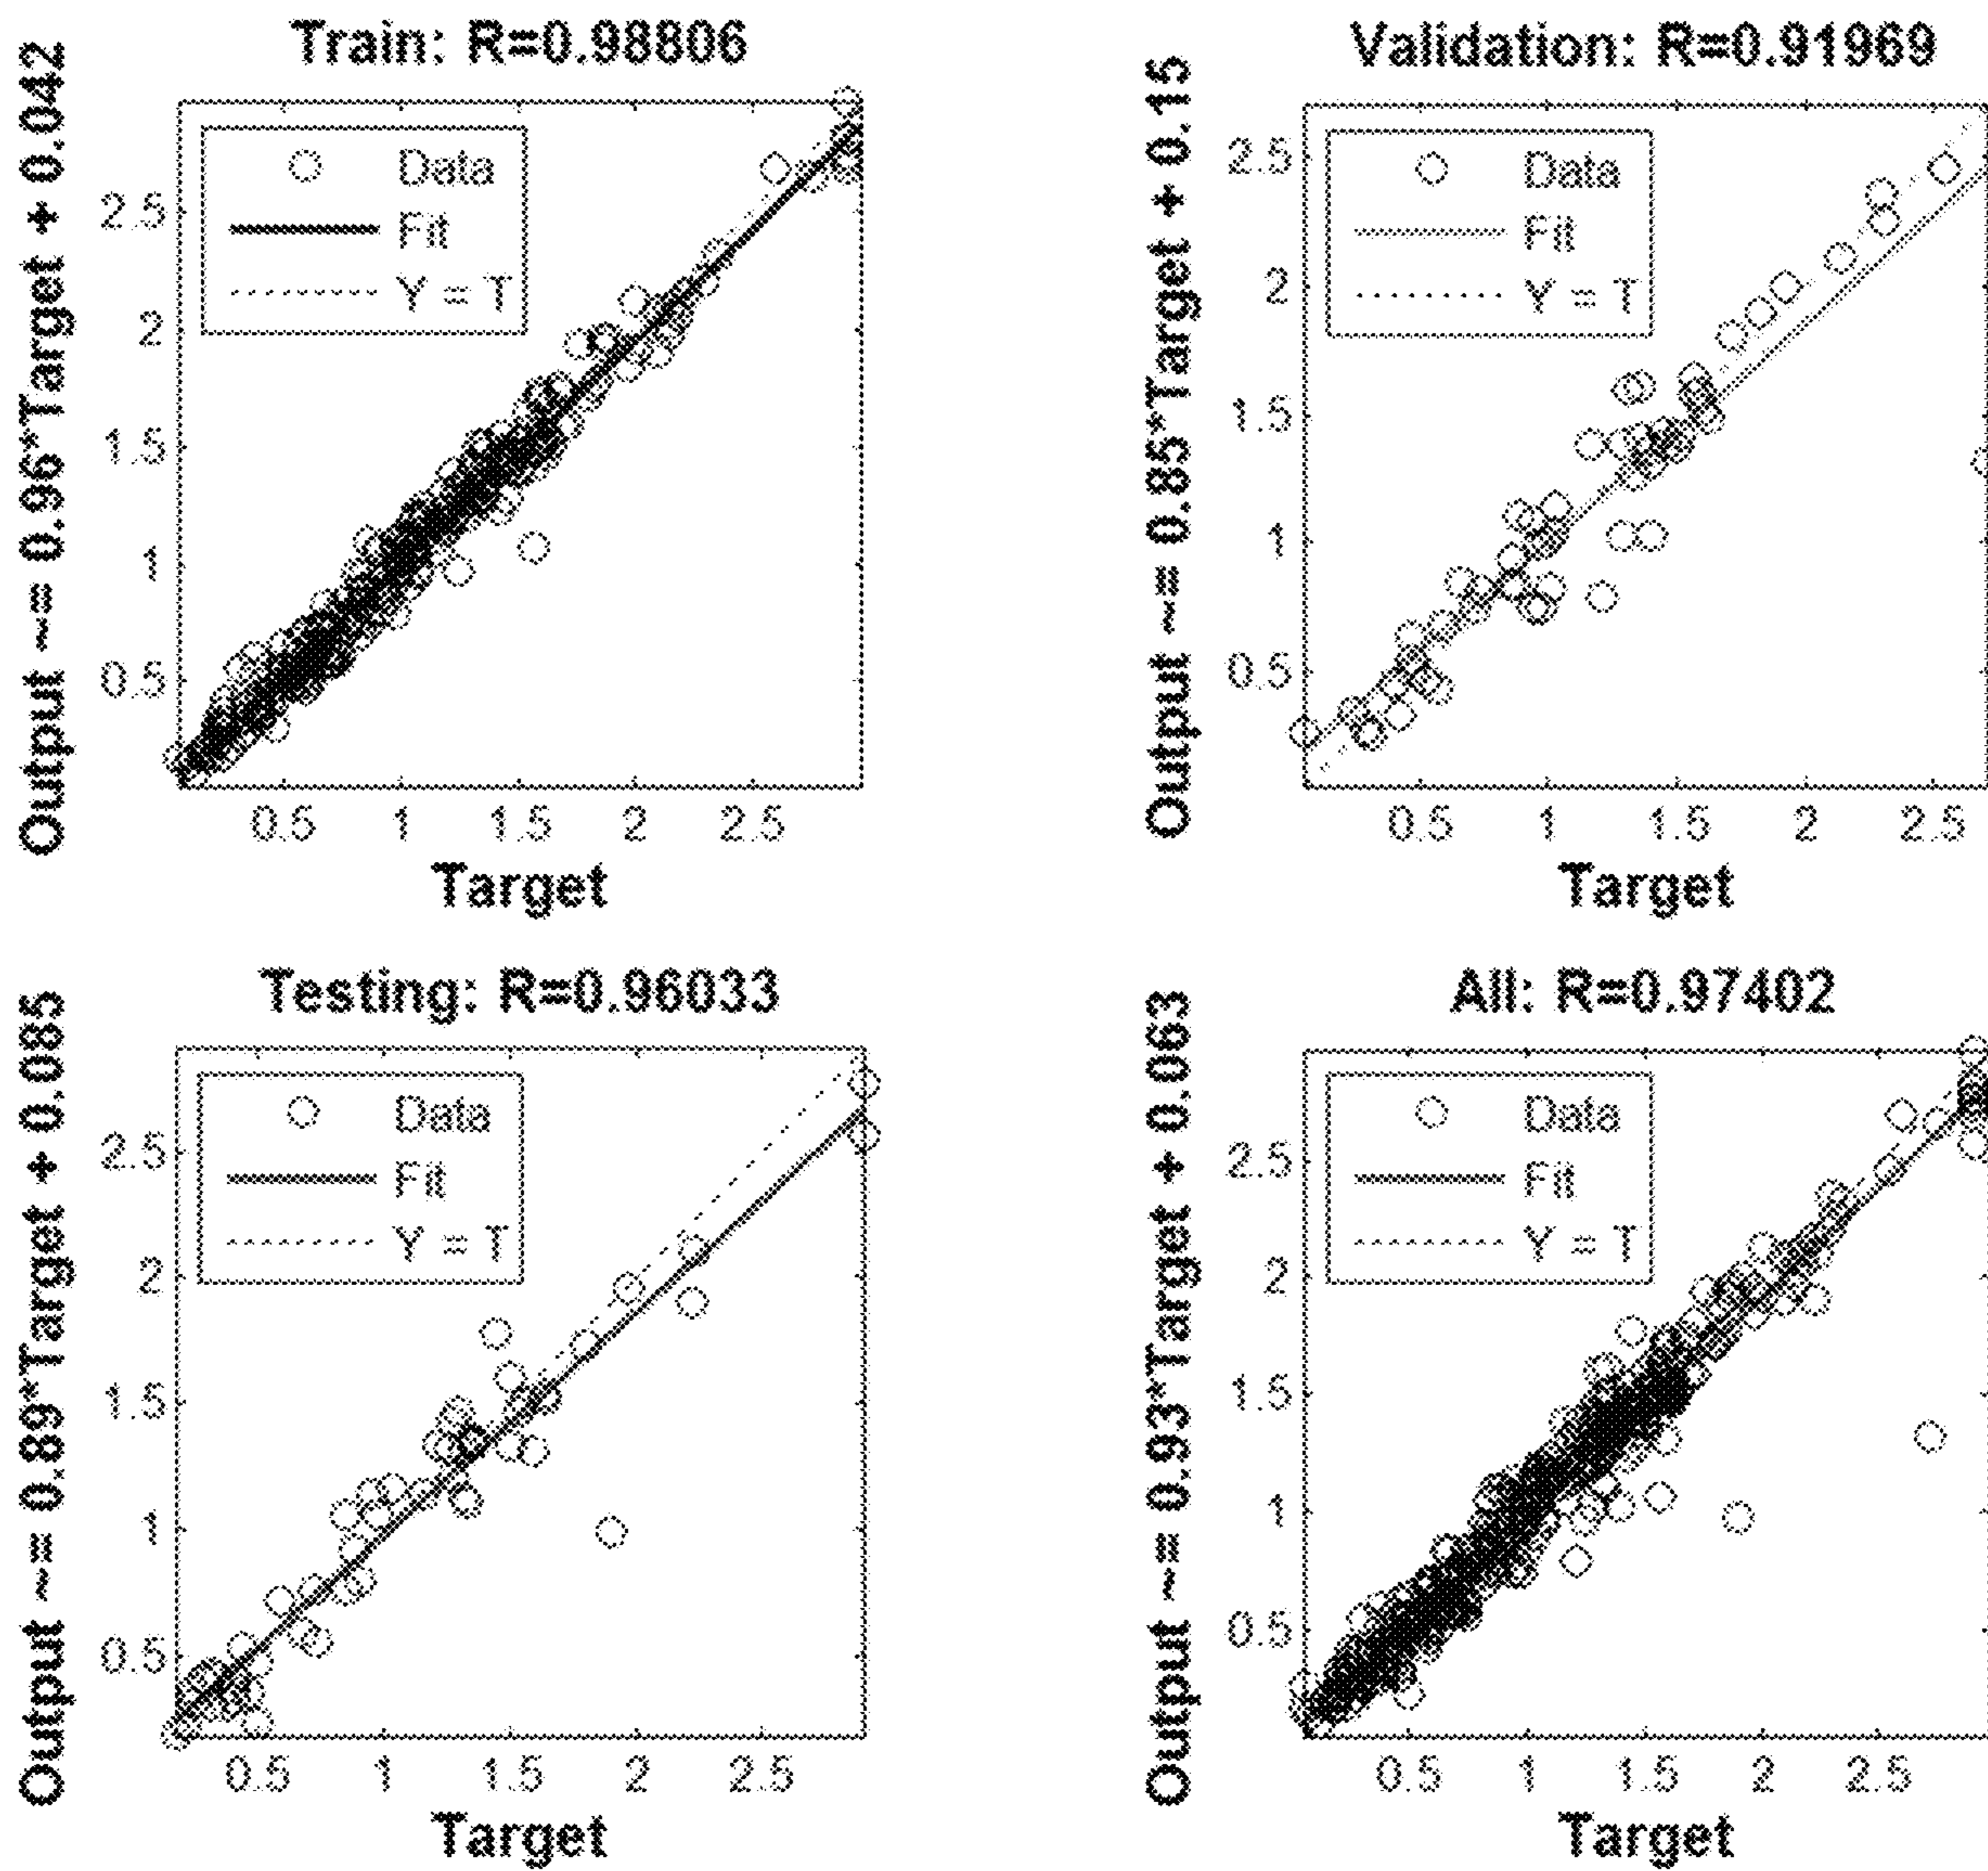 Train: R=0.98806
Output ~= 0.96*Target + 0.042
Data
Fit
Y = T
2.5
2
1.5
1
0.5
0.5 1 1.5 2 2.5
Target
Validation: R=0.91969
Output ~= 0.85*Target + 0.15
Data
Fit
Y = T
2.5
2
1.5
1
0.5
0.5 1 1.5 2 2.5
Target
Testing: R=0.96033
Output ~= 0.89*Target + 0.085
Data
Fit
Y = T
2.5
2
1.5
1
0.5
0.5 1 1.5 2 2.5
Target
All: R=0.97402
Output ~= 0.93*Target + 0.063
Data
Fit
Y = T
2.5
2
1.5
1
0.5
0.5 1 1.5 2 2.5
Target